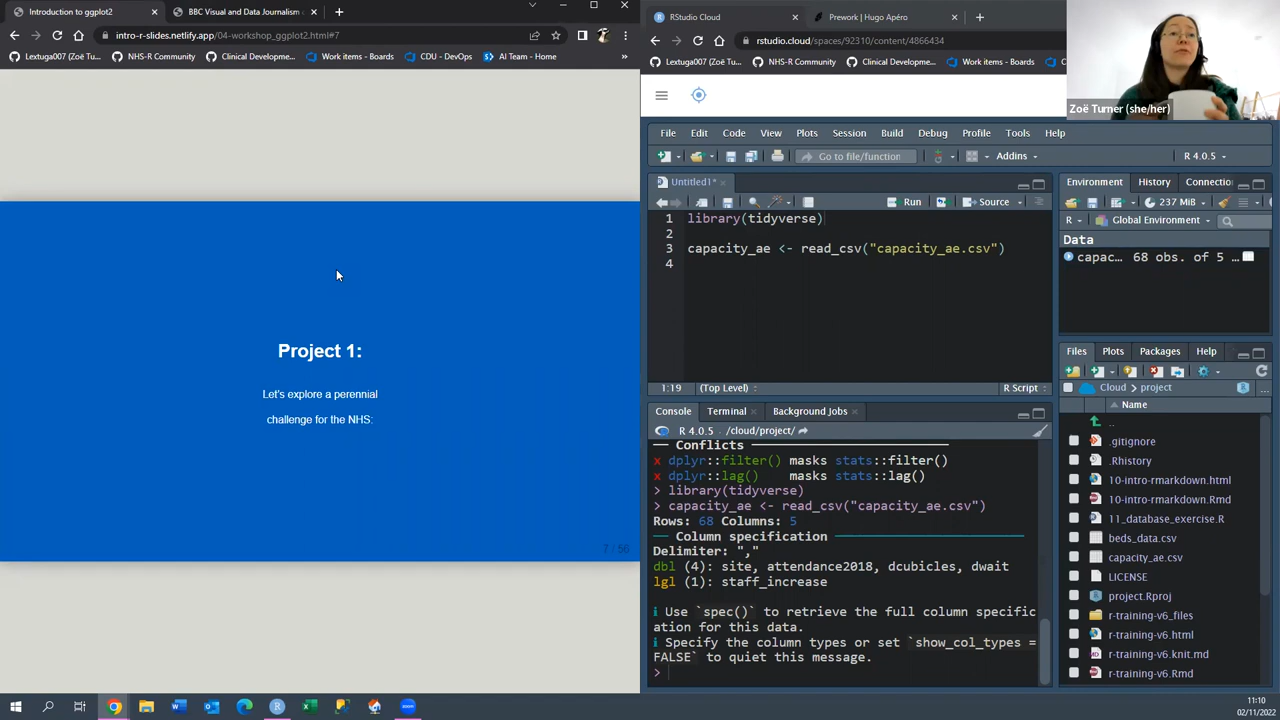 Introduction to ggplot2
BBC Visual and Data Journalism
intro-r-slides.netlify.app/04-workshop_ggplot2.html#7
Lextuga007 (Zoë Turn
NHS-R Community
Clinical Developme...
Work items - Boards
CDU - DevOps
AI Team - Home
Project 1:
Let's explore a perennial
challenge for the NHS:
7 / 56
RStudio Cloud
Prework | Hugo Apéro
rstudio.cloud/spaces/92310/content/4866434
Lextuga007 (Zoë Turn
NHS-R Community
Clinical Developme...
Work items - Boards
CDU
Zoë Turner (she/her)
File Edit Code View Plots Session Build Debug Profile Tools Help
Go to file/function
Addins
R 4.0.5
Untitled1*
Run
Source
1 library(tidyverse)
2
3 capacity_ae <- read_csv("capacity_ae.csv")
4
1:19 (Top Level) R Script
Console Terminal Background Jobs
R 4.0.5 . /cloud/project/
── Conflicts
x dplyr::filter() masks stats::filter()
x dplyr::lag() masks stats::lag()
> library(tidyverse)
> capacity_ae <- read_csv("capacity_ae.csv")
Rows: 68 Columns: 5
── Column specification
Delimiter: ","
dbl (4): site, attendance2018, dcubicles, dwait
lgl (1): staff_increase
ℹ Use `spec()` to retrieve the full column specific
ation for this data.
ℹ Specify the column types or set `show_col_types =
FALSE` to quiet this message.
>
Environment History Connectio
237 MiB
R Global Environment
Data
capac… 68 obs. of 5 …
Files Plots Packages Help
Cloud project
...
Name
..
.gitignore
.Rhistory
10-intro-rmarkdown.html
10-intro-rmarkdown.Rmd
11_database_exercise.R
beds_data.csv
capacity_ae.csv
LICENSE
project.Rproj
r-training-v6_files
r-training-v6.html
r-training-v6.knit.md
r-training-v6.Rmd
11:10
02/11/2022